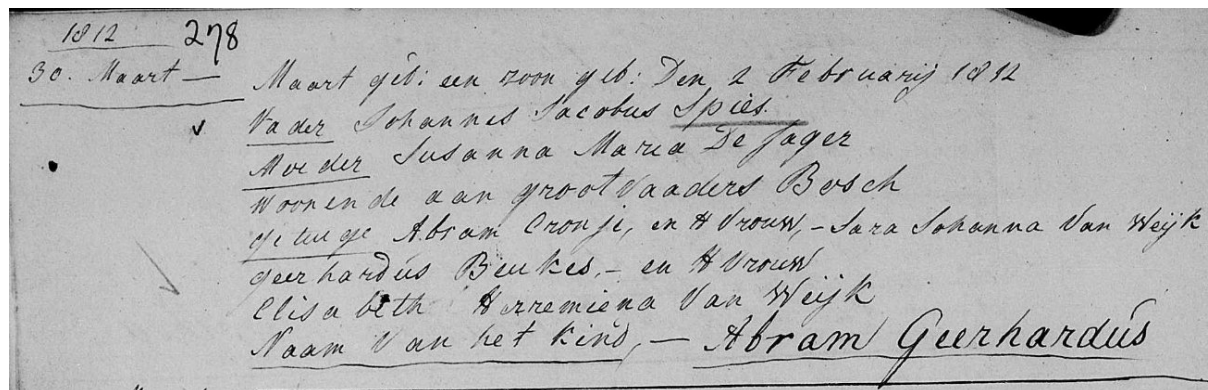 1812 278
30. Maart — Maart geb: een zoon geb: Den 2 Februarij 1812
Vader Johannes Jacobus Spies.
Moeder Susanna Maria De Jager
Woonende aan groot Vaaders Bosch
getuige Abram Cronje, en H Vrouw, - Sara Johanna Van Weijk
geerhardus Beukes, - en H Vrouw
Elisabeth Herremiena Van Weijk
Naam Van het kind, — Abram Geerhardus